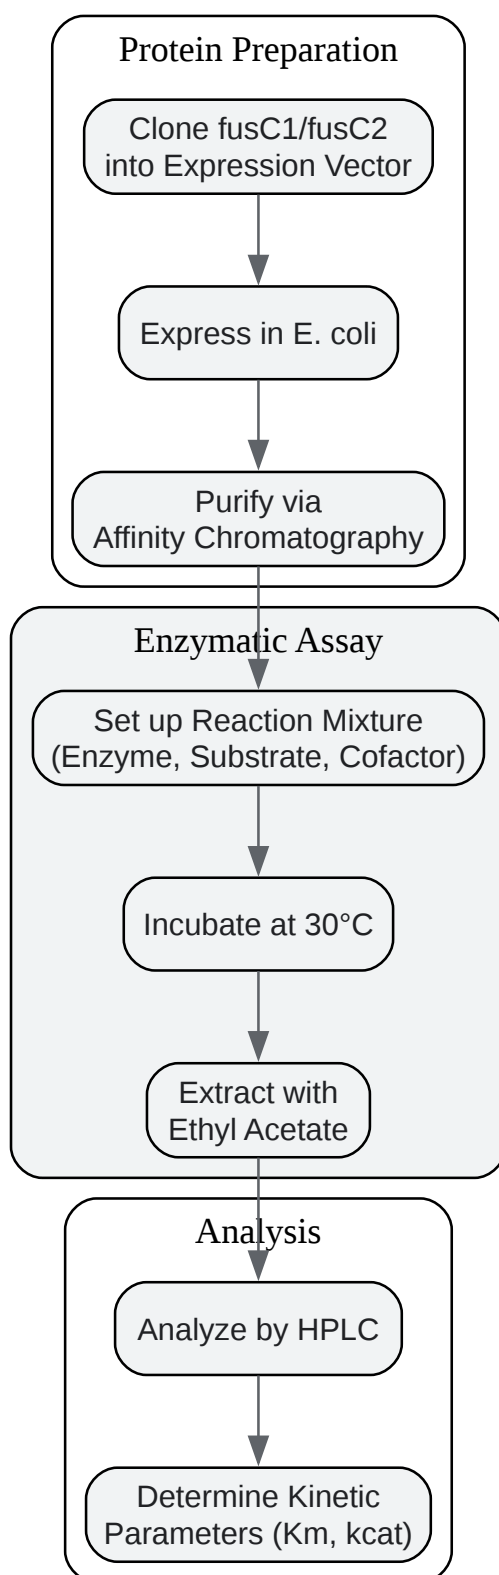 Protein Preparation
Clone fusC1/fusC2
into Expression Vector
Express in E. coli
Purify via
Affinity Chromatography
Enzymatic Assay
Set up Reaction Mixture
(Enzyme, Substrate, Cofactor)
Incubate at 30°C
Extract with
Ethyl Acetate
Analysis
Analyze by HPLC
Determine Kinetic
Parameters (Km, kcat)